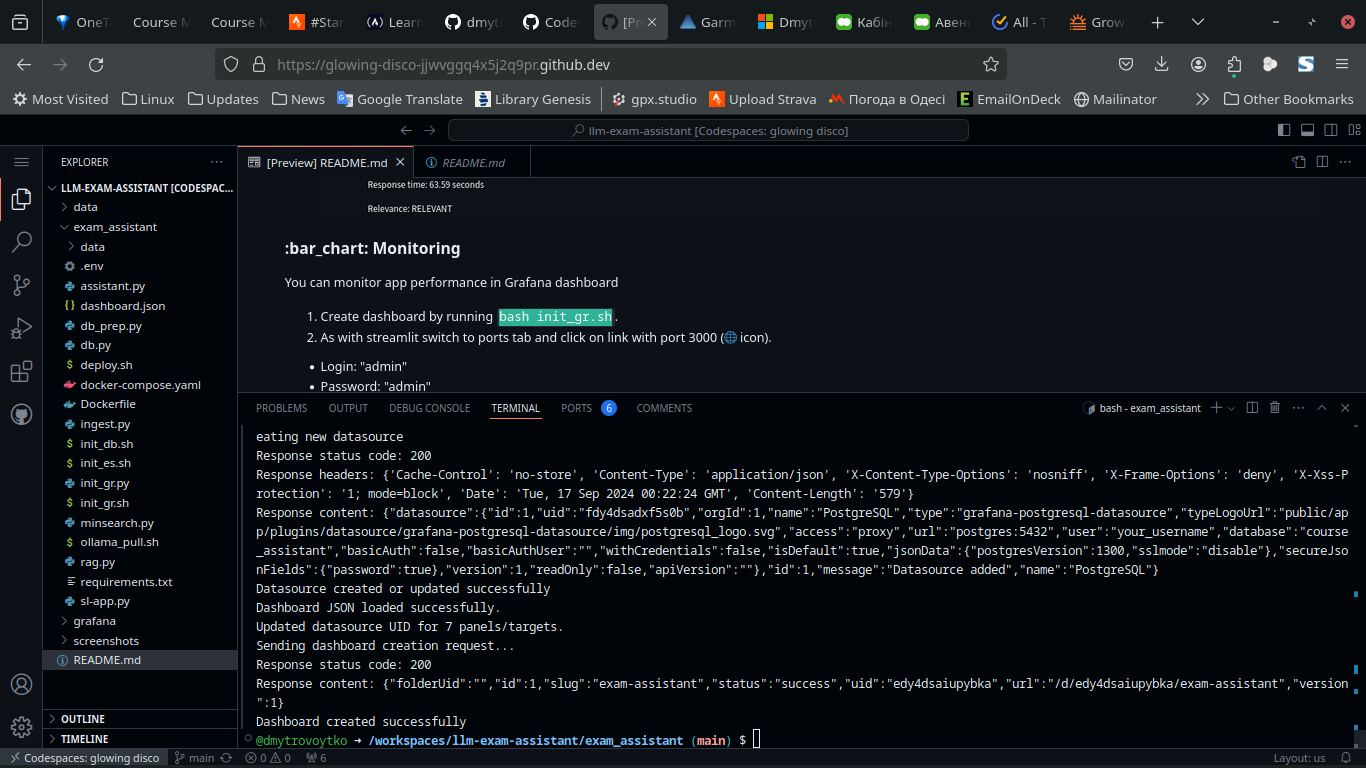 OneT
Course M
Course M
#Sta
Learn
dmyt
Code
[Pre
Garm
Dmyt
Кабін
Авен
All - T
Grow
https://glowing-disco-jjwvggq4x5j2q9pr.github.dev
Most Visited
Linux
Updates
News
Google Translate
Library Genesis
gpx.studio
Upload Strava
Погода в Одесі
EmailOnDeck
Mailinator
Other Bookmarks
llm-exam-assistant [Codespaces: glowing disco]
EXPLORER
[Preview] README.md
README.md
LLM-EXAM-ASSISTANT [CODESPAC...
data
exam_assistant
data
.env
assistant.py
dashboard.json
db_prep.py
db.py
deploy.sh
docker-compose.yaml
Dockerfile
ingest.py
init_db.sh
init_es.sh
init_gr.py
init_gr.sh
minsearch.py
ollama_pull.sh
rag.py
requirements.txt
sl-app.py
grafana
screenshots
README.md
OUTLINE
TIMELINE
Response time: 63.59 seconds
Relevance: RELEVANT
:bar_chart: Monitoring
You can monitor app performance in Grafana dashboard
1. Create dashboard by running bash init_gr.sh.
2. As with streamlit switch to ports tab and click on link with port 3000 (🌐 icon).
• Login: "admin"
• Password: "admin"
PROBLEMS
OUTPUT
DEBUG CONSOLE
TERMINAL
PORTS 6
COMMENTS
bash - exam_assistant
eating new datasource
Response status code: 200
Response headers: {'Cache-Control': 'no-store', 'Content-Type': 'application/json', 'X-Content-Type-Options': 'nosniff', 'X-Frame-Options': 'deny', 'X-Xss-P
rotection': '1; mode=block', 'Date': 'Tue, 17 Sep 2024 00:22:24 GMT', 'Content-Length': '579'}
Response content: {"datasource":{"id":1,"uid":"fdy4dsadxf5s0b","orgId":1,"name":"PostgreSQL","type":"grafana-postgresql-datasource","typeLogoUrl":"public/ap
p/plugins/datasource/grafana-postgresql-datasource/img/postgresql_logo.svg","access":"proxy","url":"postgres:5432","user":"your_username","database":"course
_assistant","basicAuth":false,"basicAuthUser":"","withCredentials":false,"isDefault":true,"jsonData":{"postgresVersion":1300,"sslmode":"disable"},"secureJso
nFields":{"password":true},"version":1,"readOnly":false,"apiVersion":""},"id":1,"message":"Datasource added","name":"PostgreSQL"}
Datasource created or updated successfully
Dashboard JSON loaded successfully.
Updated datasource UID for 7 panels/targets.
Sending dashboard creation request...
Response status code: 200
Response content: {"folderUid":"","id":1,"slug":"exam-assistant","status":"success","uid":"edy4dsaiupybka","url":"/d/edy4dsaiupybka/exam-assistant","version
":1}
Dashboard created successfully
@dmytrovoytko ➜ /workspaces/llm-exam-assistant/exam_assistant (main) $
Codespaces: glowing disco
main
0
0
6
Layout: us